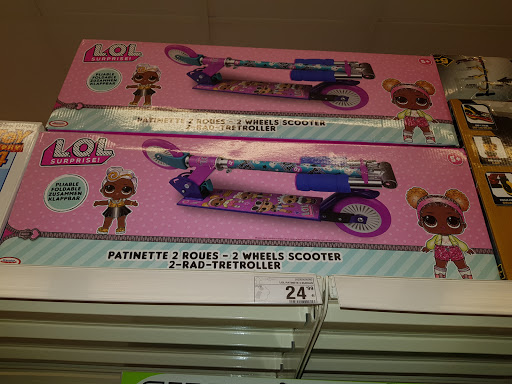 L.O.L
SURPRISE!
PLIABLE
FOLDABLE
ZUSAMMEN
KLAPPBAR
PATINETTE 2 ROUES - 2 WHEELS SCOOTER
2-RAD-TRETROLLER
L.O.L
SURPRISE!
PLIABLE
FOLDABLE
ZUSAMMEN
KLAPPBAR
PATINETTE 2 ROUES - 2 WHEELS SCOOTER
2-RAD-TRETROLLER
24.99